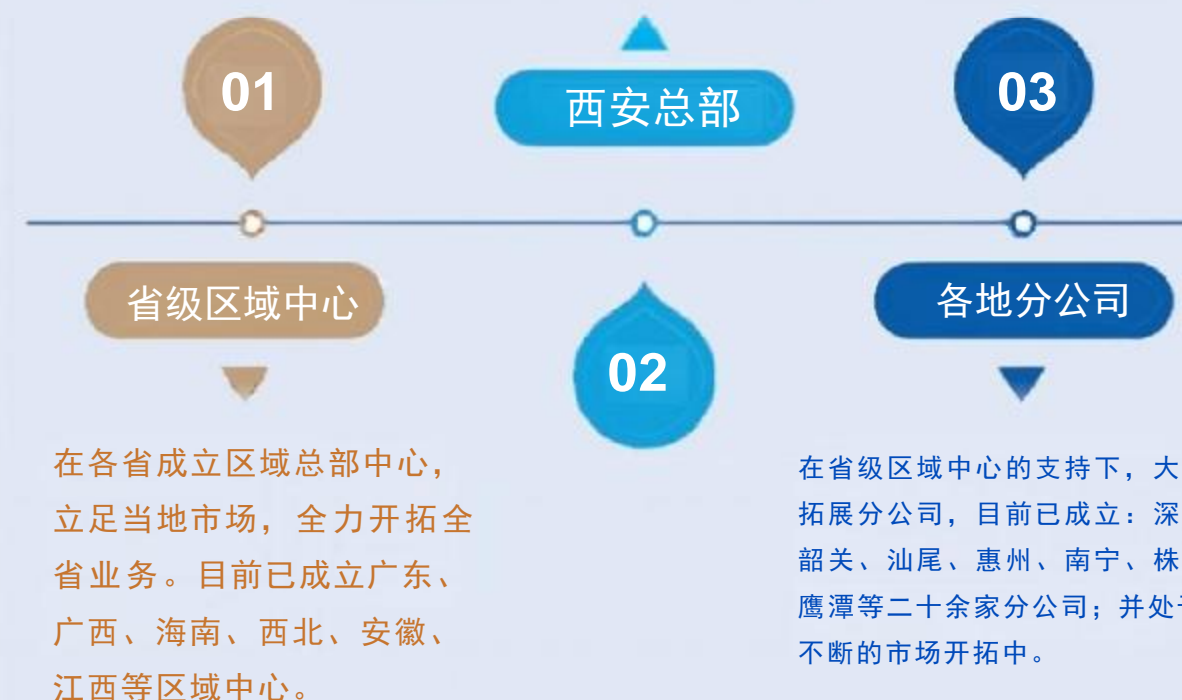 01
省级区域中心
在各省成立区域总部中心，
立足当地市场，全力开拓全
省业务。目前已成立广东、
广西、海南、西北、安徽、
江西等区域中心。
西安总部
02
03
各地分公司
在省级区域中心的支持下，大
拓展分公司，目前已成立：深
韶关、汕尾、惠州、南宁、株
鹰潭等二十余家分公司；并处
不断的市场开拓中。